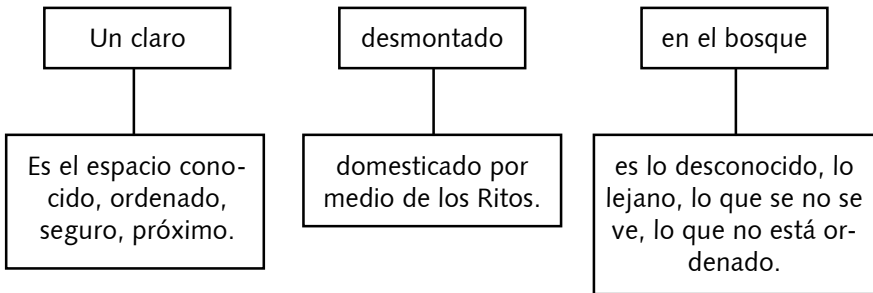 Un claro
desmontado
en el bosque
Es el espacio cono-
cido, ordenado,
seguro, próximo.
domesticado por
medio de los Ritos.
es lo desconocido, lo
lejano, lo que se no se
ve, lo que no está or-
denado.